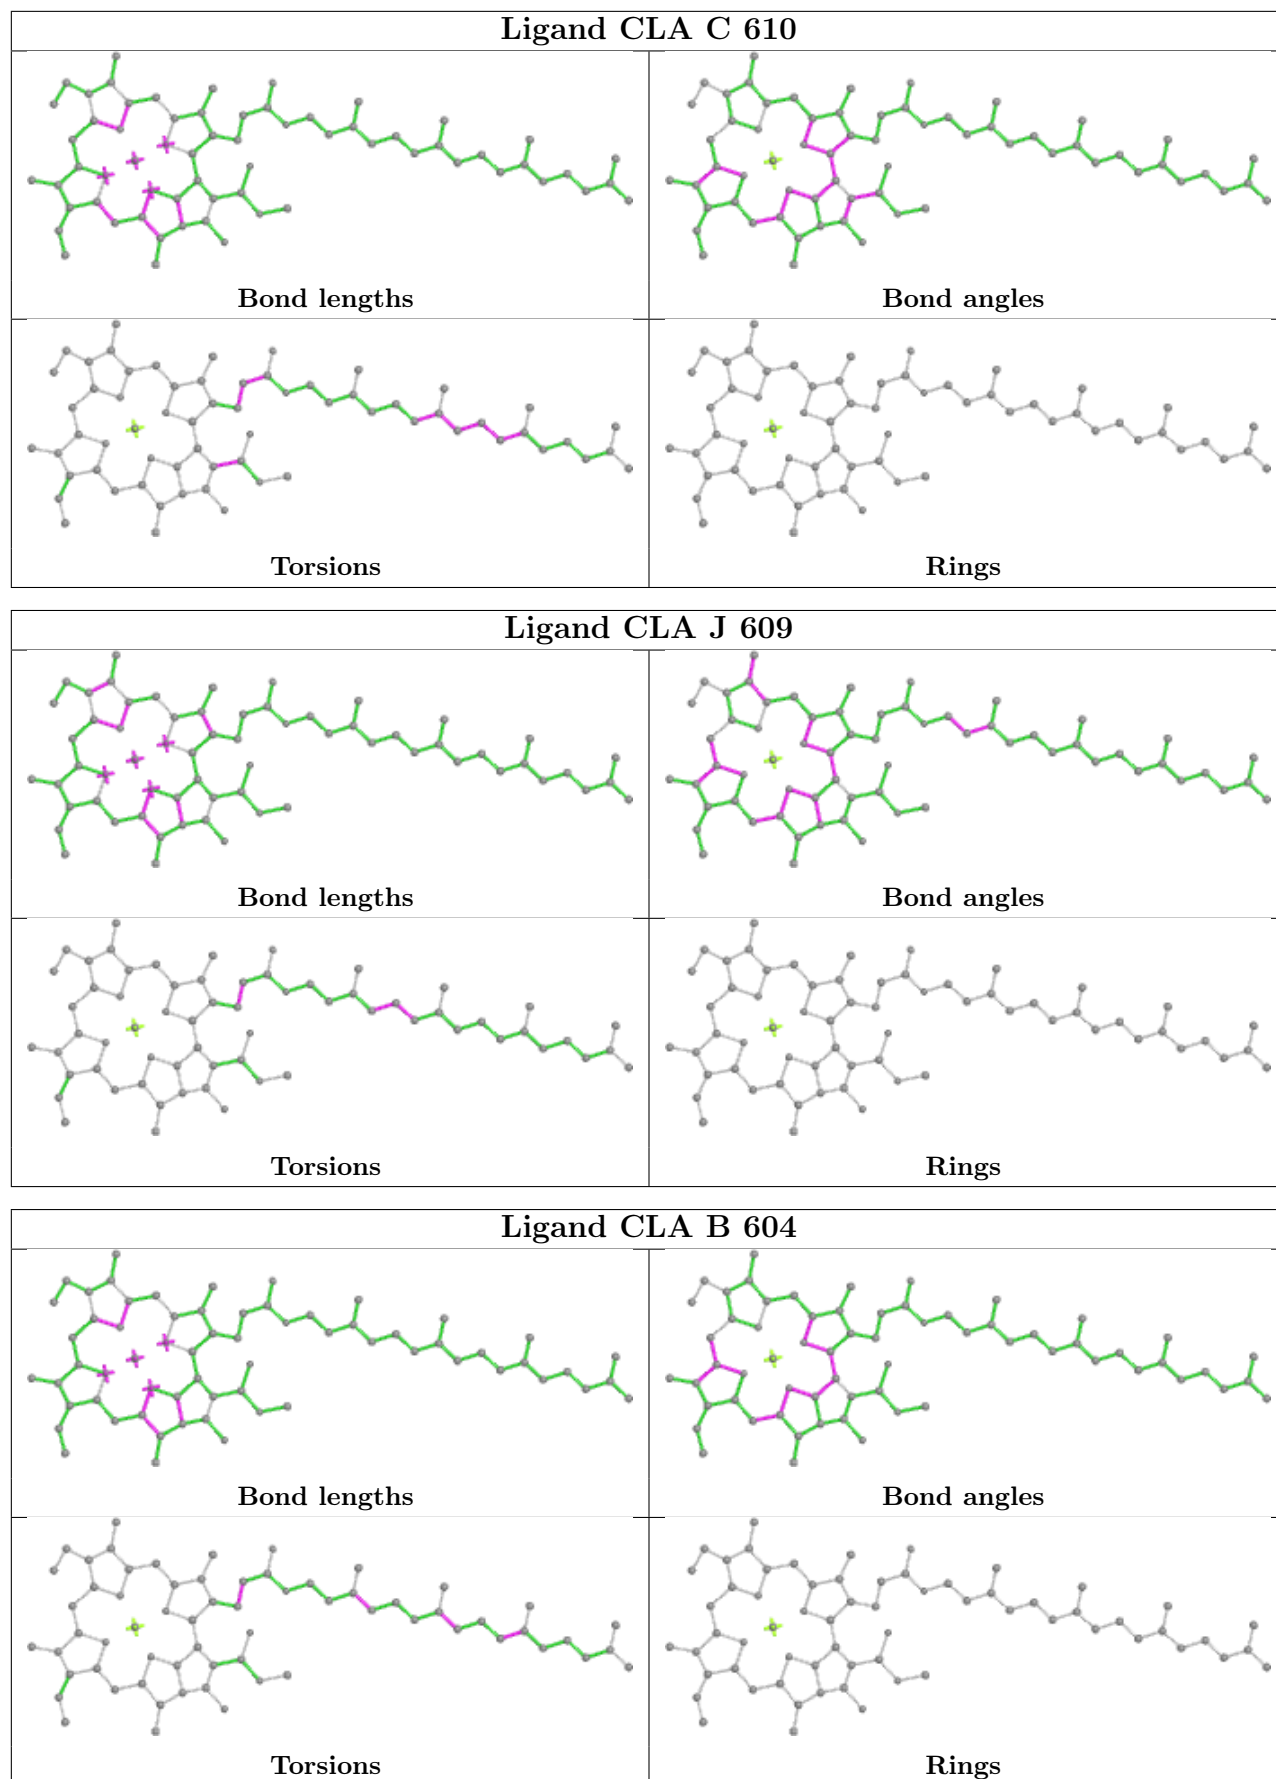 Ligand CLA C 610
Bond lengths
Bond angles
Torsions
Rings
Ligand CLA J 609
Bond lengths
Bond angles
Torsions
Rings
Ligand CLA B 604
Bond lengths
Bond angles
Torsions
Rings